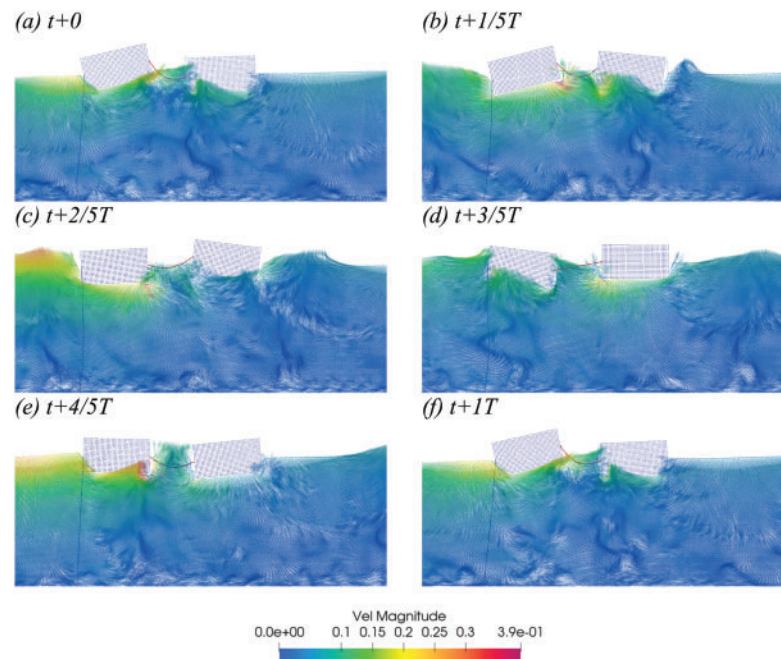 (a) t+0
(b) t+1/5T
(c) t+2/5T
(d) t+3/5T
(e) t+4/5T
(f) t+1T
Vel Magnitude
0.0e+00 0.1 0.15 0.2 0.25 0.3 3.9e-01